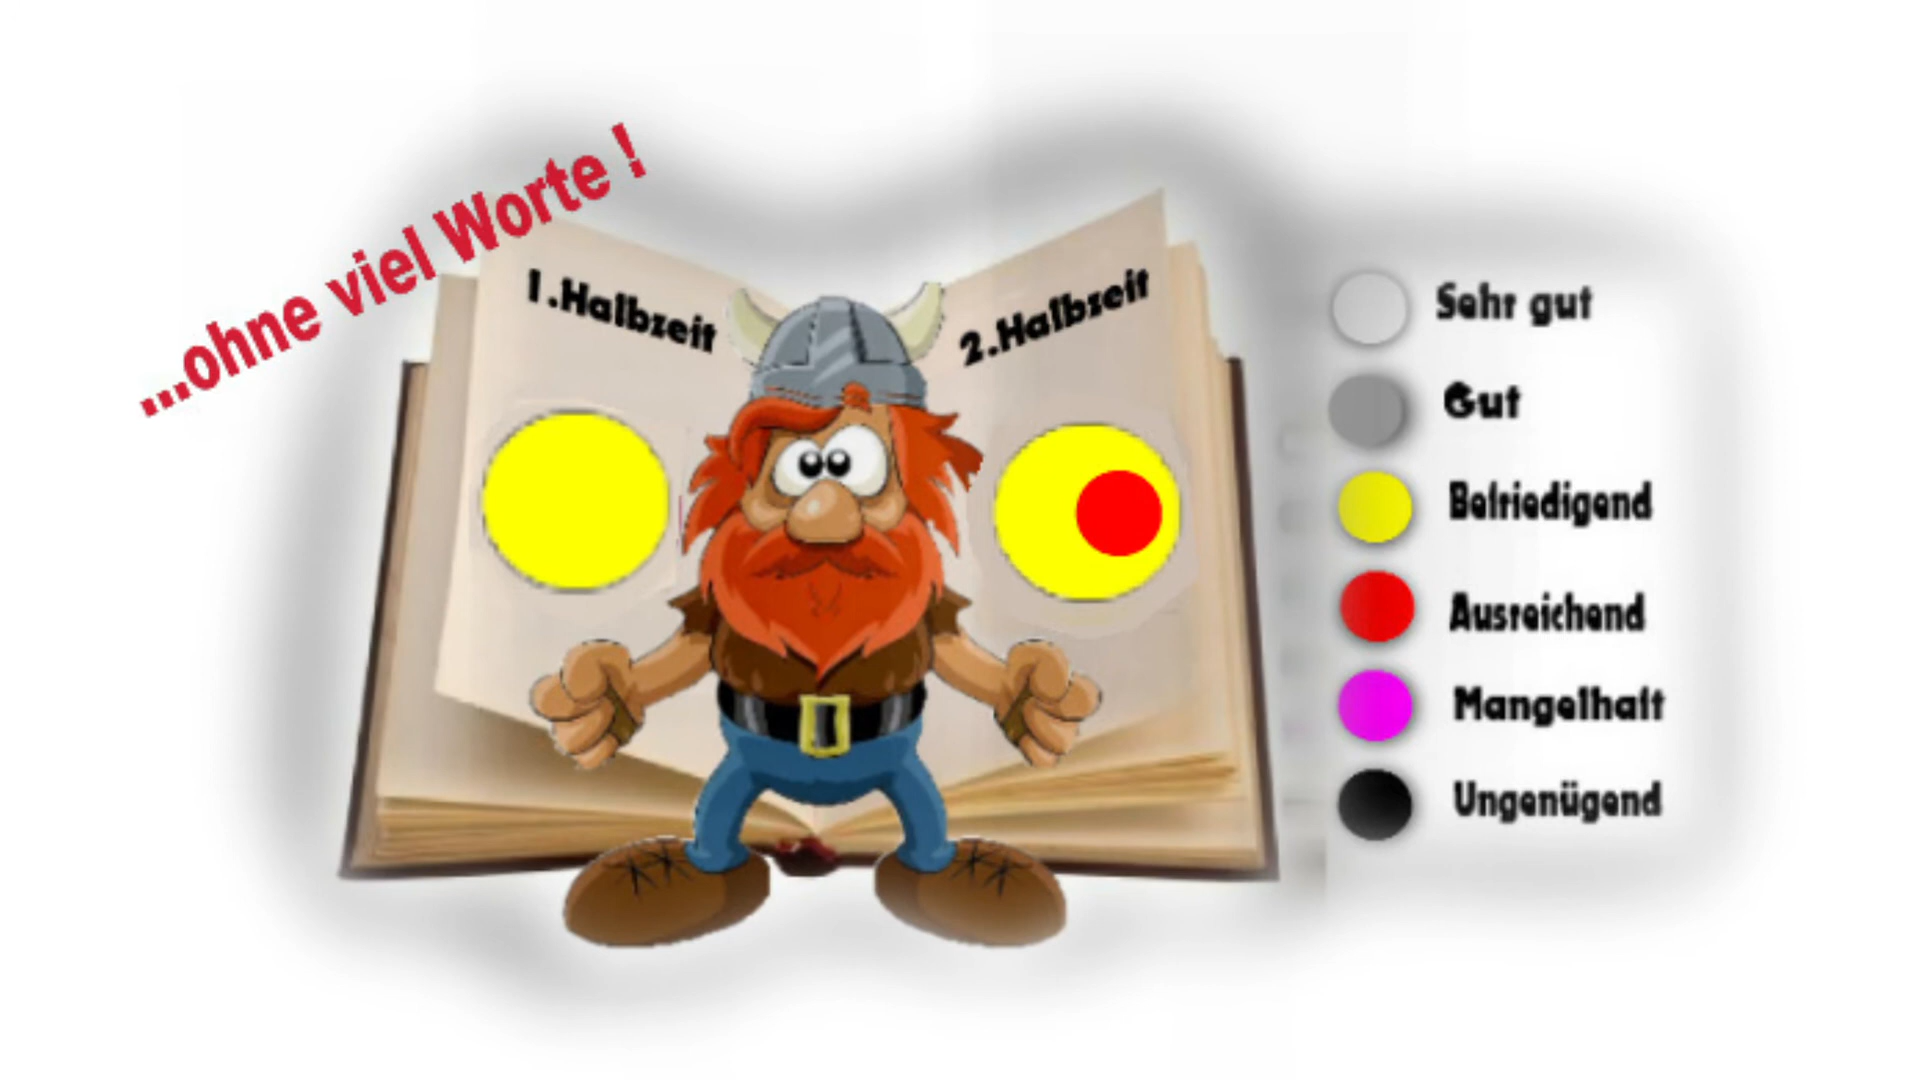 ...ohne viel Worte !
1.Halbzeit
2.Halbzeit
Sehr gut
Gut
Befriedigend
Ausreichend
Mangelhaft
Ungenügend